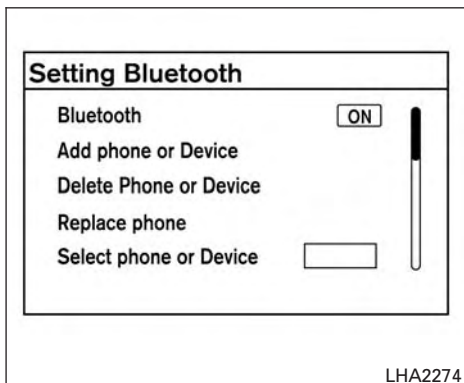 Setting Bluetooth
Bluetooth ON
Add phone or Device
Delete Phone or Device
Replace phone
Select phone or Device
LHA2274